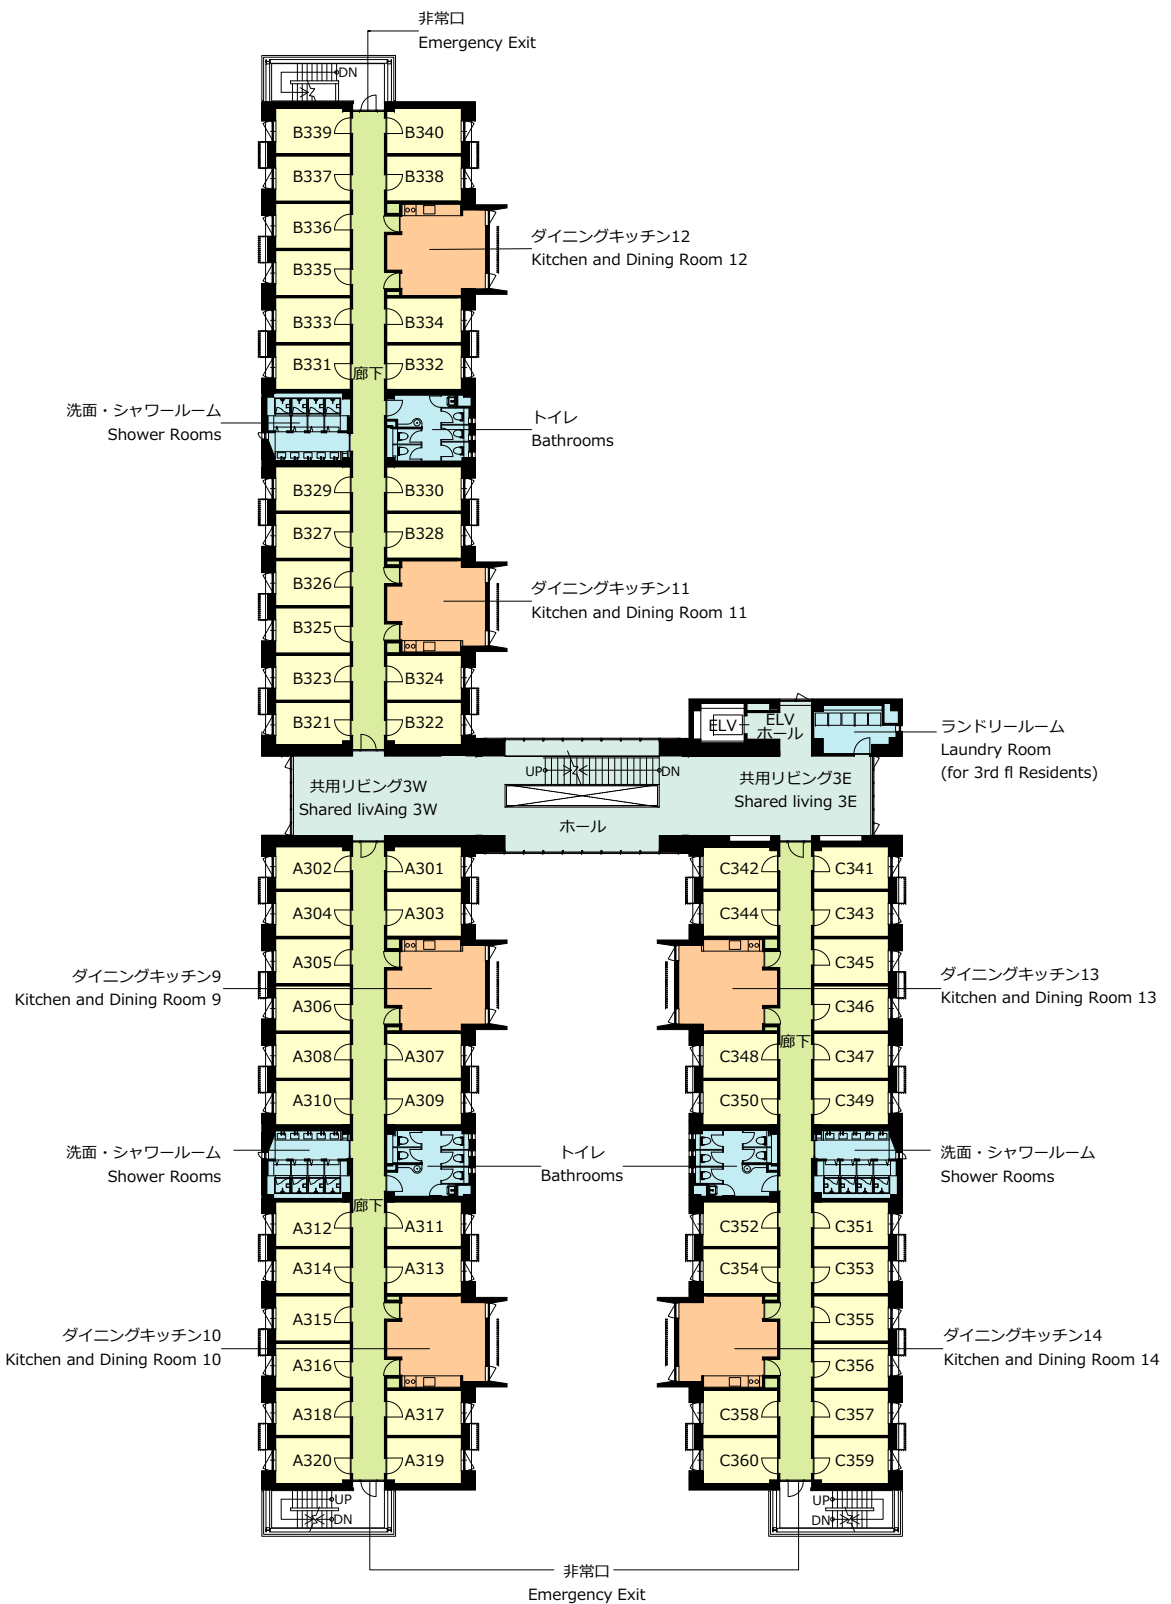 非常口
Emergency Exit
DN
B339
B340
B337
B338
B336
B335
ダイニングキッチン12
Kitchen and Dining Room 12
B333
B334
B331
B332
廊下
洗面・シャワールーム
Shower Rooms
トイレ
Bathrooms
B329
B330
B327
B328
B326
B325
ダイニングキッチン11
Kitchen and Dining Room 11
B323
B324
B321
B322
ELV
ELV
ホール
ランドリールーム
Laundry Room
(for 3rd fl Residents)
共用リビング3W
Shared livAing 3W
UP
DN
ホール
共用リビング3E
Shared living 3E
A302
A301
A304
A303
A305
A306
ダイニングキッチン9
Kitchen and Dining Room 9
A308
A307
A310
A309
洗面・シャワールーム
Shower Rooms
トイレ
Bathrooms
廊下
A312
A311
A314
A313
A315
A316
ダイニングキッチン10
Kitchen and Dining Room 10
A318
A317
A320
A319
UP
DN
C342
C341
C344
C343
C345
C346
ダイニングキッチン13
Kitchen and Dining Room 13
廊下
C348
C347
C350
C349
洗面・シャワールーム
Shower Rooms
C352
C351
C354
C353
C355
C356
ダイニングキッチン14
Kitchen and Dining Room 14
C358
C357
C360
C359
UP
DN
非常口
Emergency Exit